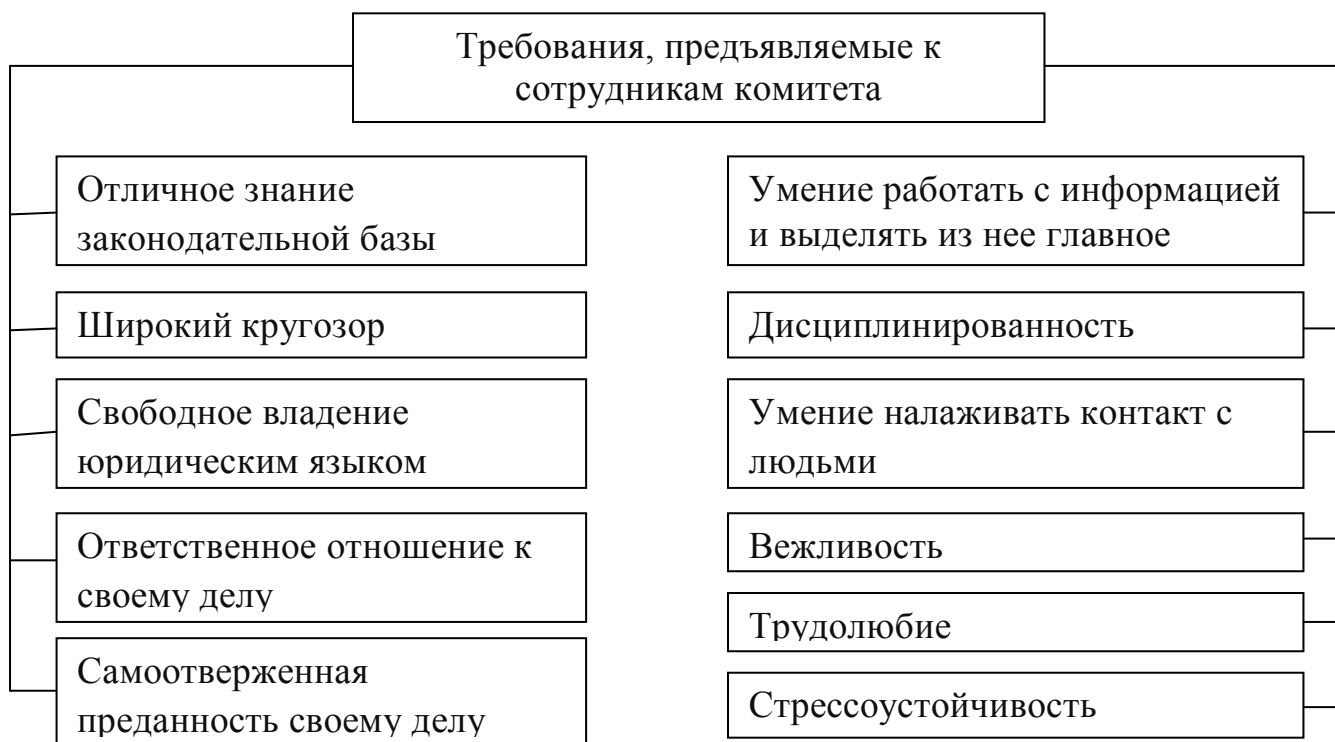 Требования, предъявляемые к
сотрудникам комитета
Отличное знание
законодательной базы
Широкий кругозор
Свободное владение
юридическим языком
Ответственное отношение к
своему делу
Самоотверженная
преданность своему делу
Умение работать с информацией
и выделять из нее главное
Дисциплинированность
Умение налаживать контакт с
людьми
Вежливость
Трудолюбие
Стрессоустойчивость